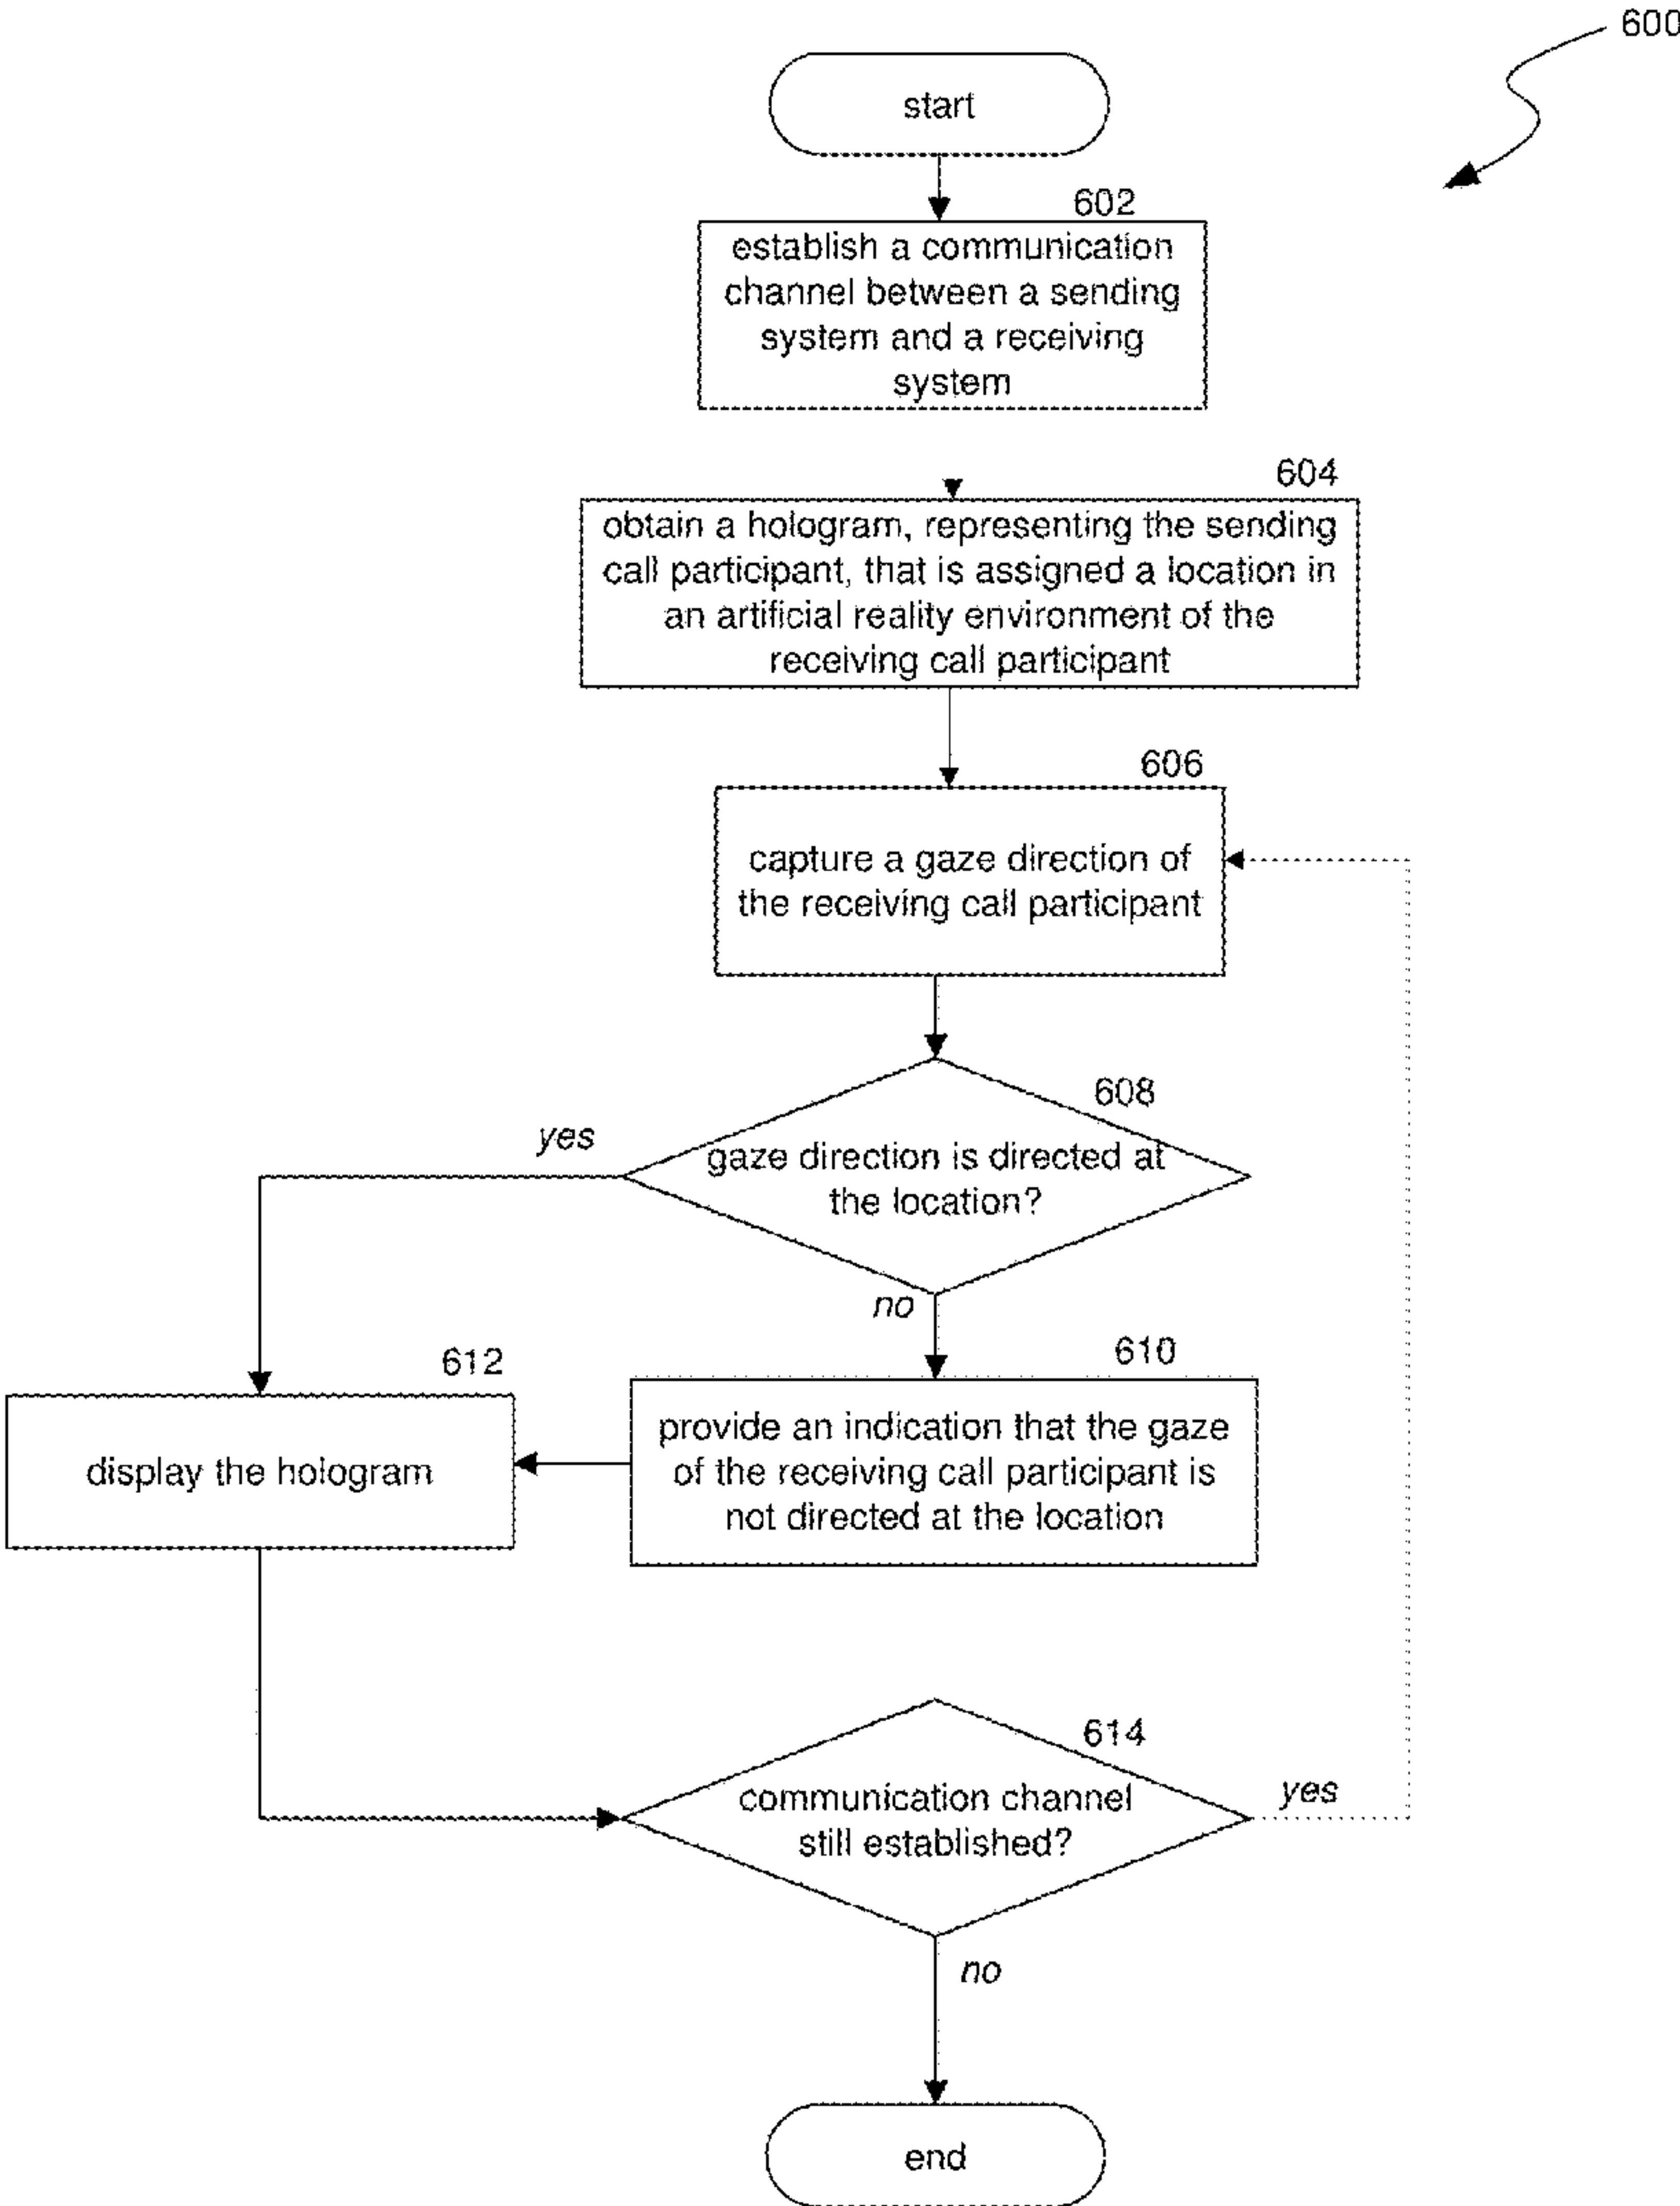 600
start
602
establish a communication
channel between a sending
system and a receiving
system
604
obtain a hologram, representing the sending
call participant, that is assigned a location in
an artificial reality environment of the
receiving call participant
606
capture a gaze direction of
the receiving call participant
608
yes
gaze direction is directed at
the location?
no
612
610
display the hologram
provide an indication that the gaze
of the receiving call participant is
not directed at the location
614
communication channel
still established?
yes
no
end